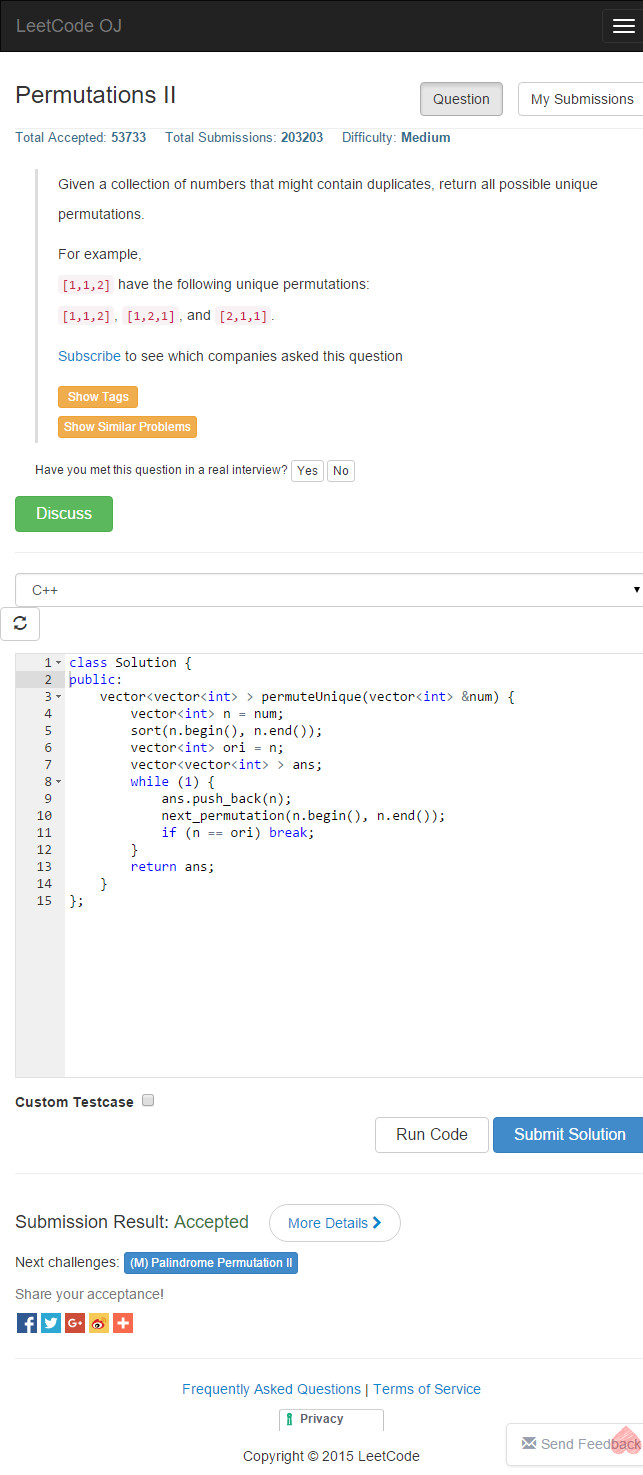 LeetCode OJ
Permutations II
Question
My Submissions
Total Accepted: 53733 Total Submissions: 203203 Difficulty: Medium
Given a collection of numbers that might contain duplicates, return all possible unique
permutations.
For example,
[1,1,2] have the following unique permutations:
[1,1,2], [1,2,1], and [2,1,1].
Subscribe to see which companies asked this question
Show Tags
Show Similar Problems
Have you met this question in a real interview? Yes No
Discuss
C++
1 class Solution {
2 public:
3     vector<vector<int> > permuteUnique(vector<int> &num) {
4         vector<int> n = num;
5         sort(n.begin(), n.end());
6         vector<int> ori = n;
7         vector<vector<int> > ans;
8         while (1) {
9             ans.push_back(n);
10             next_permutation(n.begin(), n.end());
11             if (n == ori) break;
12         }
13         return ans;
14     }
15 };
Custom Testcase
Run Code Submit Solution
Submission Result: Accepted More Details
Next challenges: (M) Palindrome Permutation II
Share your acceptance!
Frequently Asked Questions | Terms of Service
Privacy
Send Feedback
Copyright © 2015 LeetCode